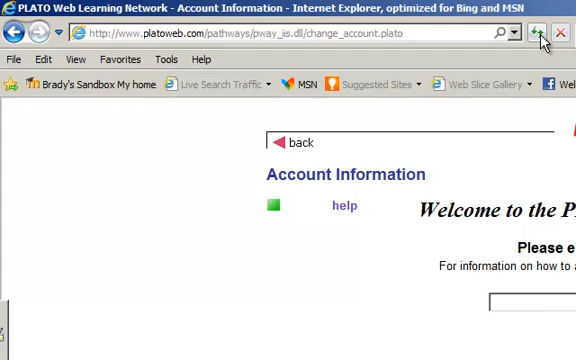 PLATO Web Learning Network - Account Information - Internet Explorer, optimized for Bing and MSN
http://www.platoweb.com/pathways/pway_iis.dll/change_account.plato
File Edit View Favorites Tools Help
Brady's Sandbox My home Live Search Traffic MSN Suggested Sites Web Slice Gallery Wel
back
Account Information
help
Welcome to the P
Please e
For information on how to a